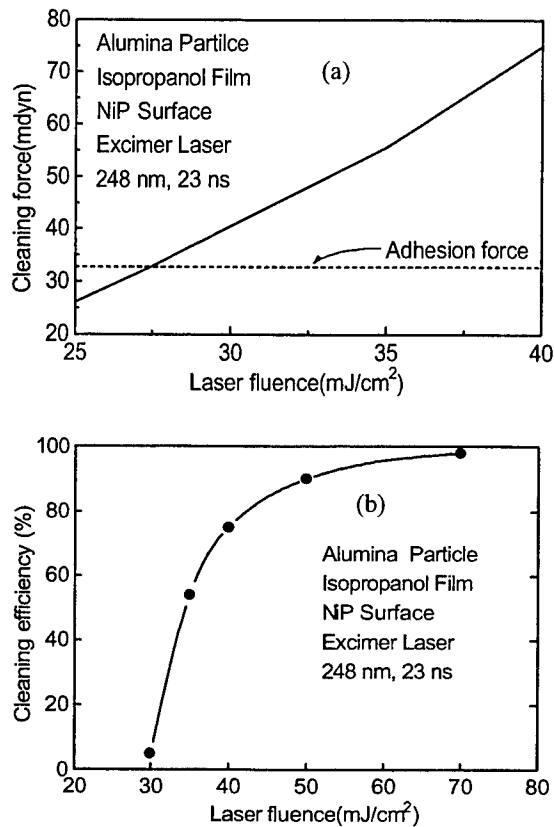 80
70
60
50
40
30
20
Cleaning force(mdyn)
Alumina Partilce
Isopropanol Film
NiP Surface
Excimer Laser
248 nm, 23 ns
(a)
Adhesion force
25
30
35
40
Laser fluence(mJ/cm²)
100
80
60
40
20
0
Cleaning efficiency (%)
(b)
Alumina Particle
Isopropanol Film
NiP Surface
Excimer Laser
248 nm, 23 ns
20
30
40
50
60
70
80
Laser fluence(mJ/cm²)